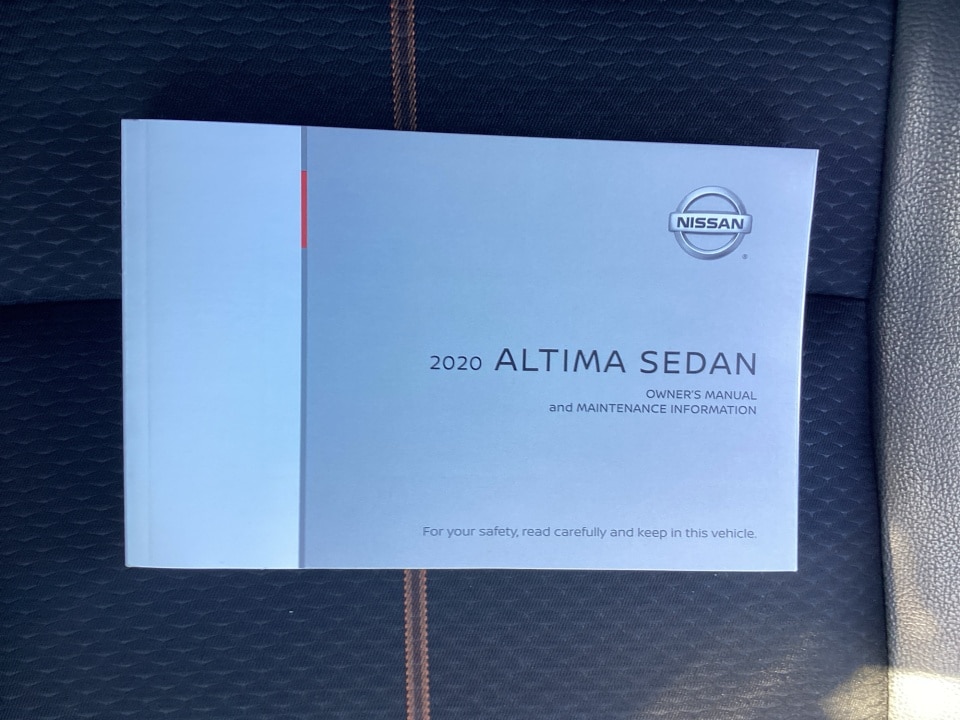 NISSAN
2020 ALTIMA SEDAN
OWNER'S MANUAL
and MAINTENANCE INFORMATION
For your safety, read carefully and keep in this vehicle.